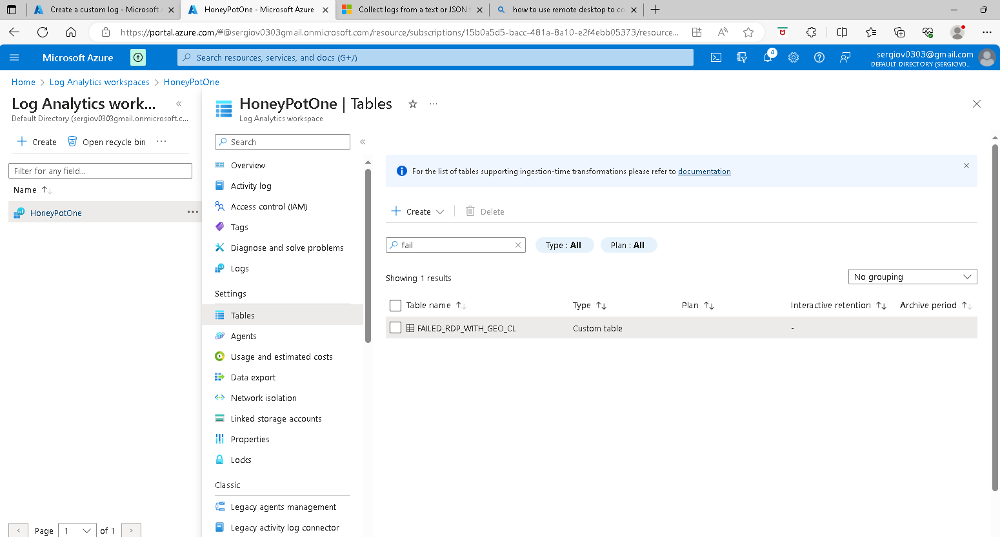 Create a custom log - Microsoft
HoneyPotOne - Microsoft Azure
Collect logs from a text or JSON
how to use remote desktop to co
https://portal.azure.com/#@sergiov0303gmail.onmicrosoft.com/resource/subscriptions/15b0a5d5-bacc-481a-8a10-e2f4ebb05373/resource...
Microsoft Azure
Search resources, services, and docs (G+/)
4
sergiov0303@gmail.com
DEFAULT DIRECTORY (SERGIOV0...
Home > Log Analytics workspaces > HoneyPotOne
Log Analytics work...
Default Directory (sergiov0303gmail.onmicrosoft.c...
Create
Open recycle bin
Filter for any field...
Name
HoneyPotOne
Page 1 of 1
HoneyPotOne | Tables
Log Analytics workspace
Search
Overview
Activity log
Access control (IAM)
Tags
Diagnose and solve problems
Logs
Settings
Tables
Agents
Usage and estimated costs
Data export
Network isolation
Linked storage accounts
Properties
Locks
Classic
Legacy agents management
Legacy activity log connector
For the list of tables supporting ingestion-time transformations please refer to documentation
Create
Delete
fail
Type : All
Plan : All
Showing 1 results
No grouping
Table name Type Plan Interactive retention Archive period
FAILED_RDP_WITH_GEO_CL Custom table -